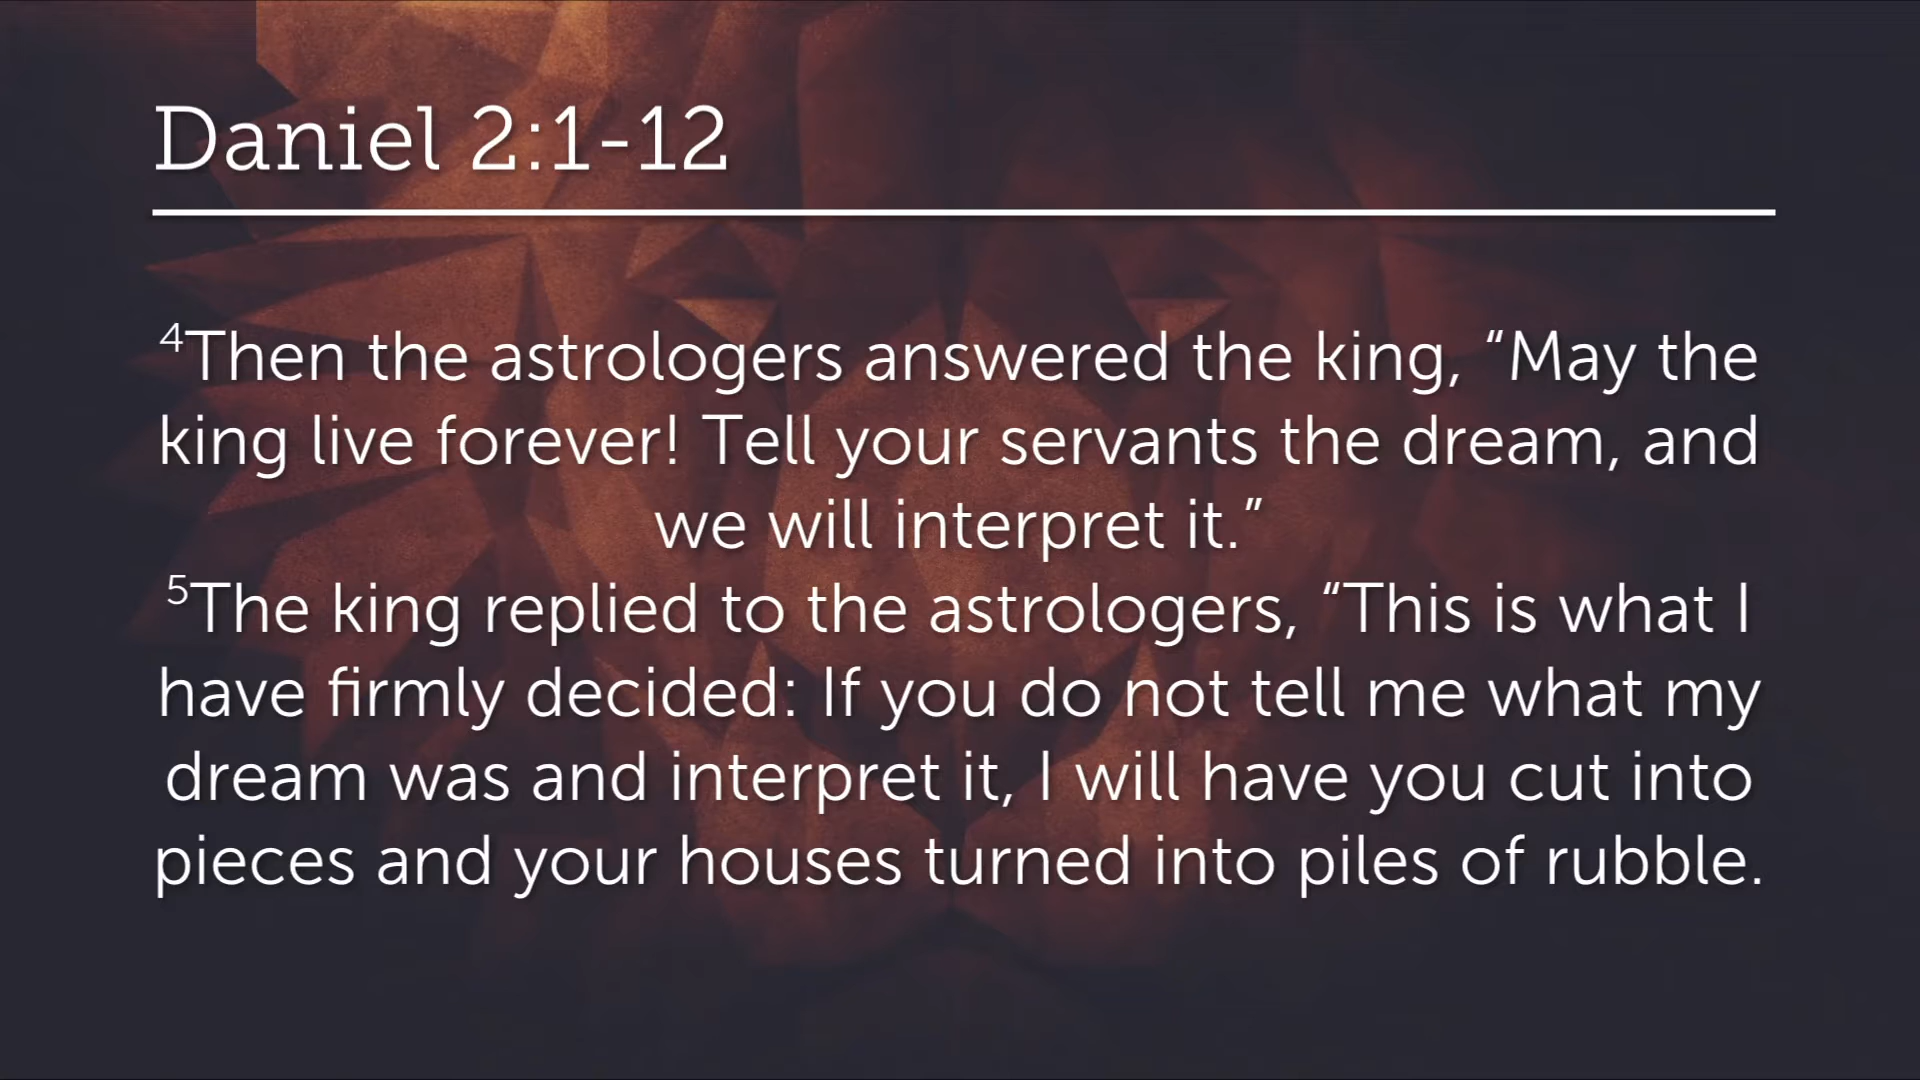 Daniel 2:1-12
⁴Then the astrologers answered the king, “May the
king live forever! Tell your servants the dream, and
we will interpret it.”
⁵The king replied to the astrologers, “This is what I
have firmly decided: If you do not tell me what my
dream was and interpret it, I will have you cut into
pieces and your houses turned into piles of rubble.